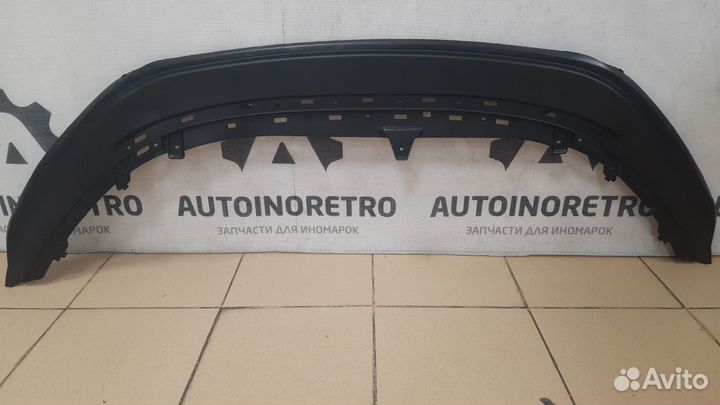 AUTOINORETRO
ЗАПЧАСТИ ДЛЯ ИНОМАРОК
AUTOINORETRO
ЗАПЧАСТИ ДЛЯ ИНОМАРОК
Avito